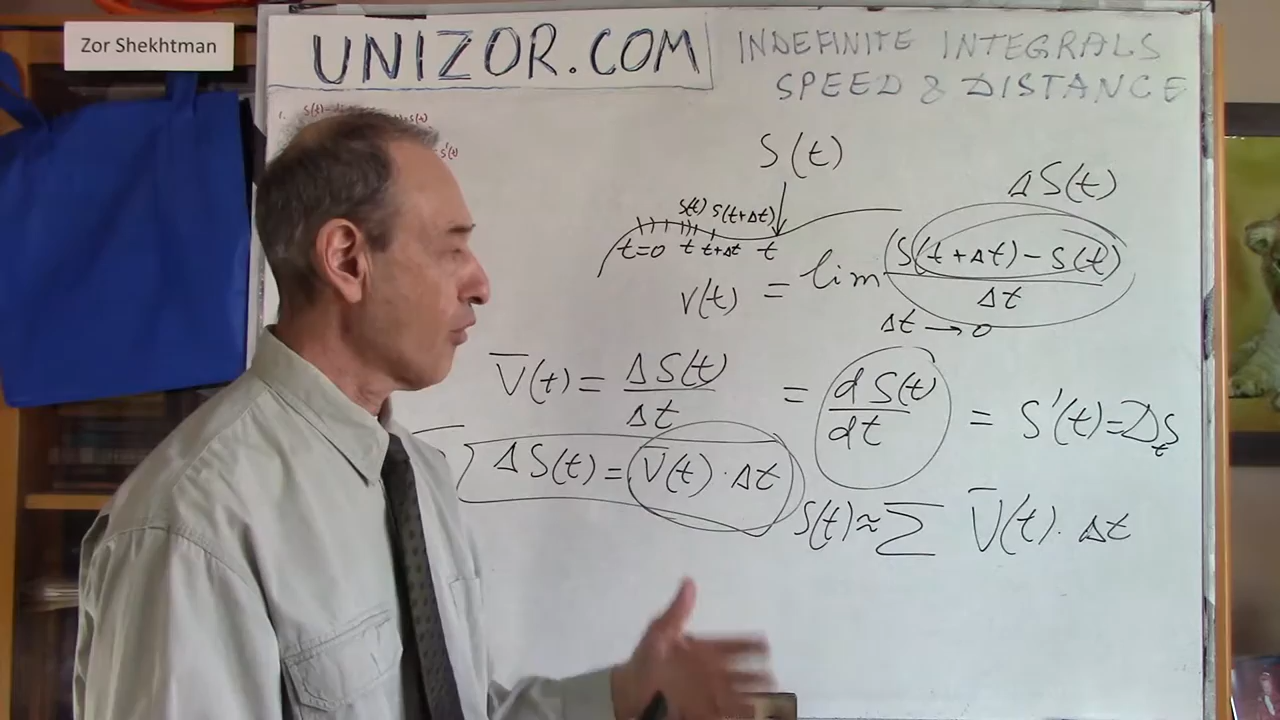 Zor Shekhtman
UNIZOR.COM
INDEFINITE INTEGRALS
SPEED & DISTANCE
S(t)
ΔS(t)
S(t) S(t+Δt)
t=0 t t+Δt t
V(t) = lim (S(t+Δt) − S(t)) / Δt
Δt → 0
V̅(t) = ΔS(t) / Δt = dS(t) / dt = S'(t) = D_t S
ΔS(t) = V̅(t) · Δt
S(t) ≈ Σ V̅(t) · Δt